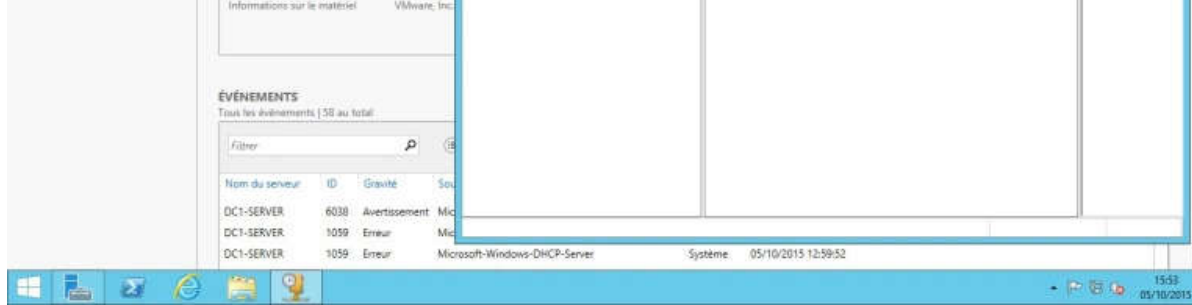 Informations sur le matériel VMware, Inc.
ÉVÉNEMENTS
Tous les événements | 58 au total
Filtrer
Nom du serveur ID Gravité Sou
DC1-SERVER 6038 Avertissement Mic
DC1-SERVER 1059 Erreur Mic
DC1-SERVER 1059 Erreur Microsoft-Windows-DHCP-Server Système 05/10/2015 12:59:52
15:53
05/10/2015